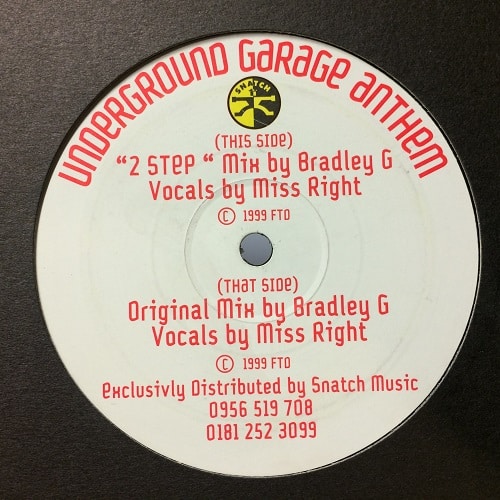 UNDERGROUND GARAGE ANTHEM
SNATCH
(THIS SIDE)
"2 STEP " Mix by Bradley G
Vocals by Miss Right
© 1999 FTO
(THAT SIDE)
Original Mix by Bradley G
Vocals by Miss Right
© 1999 FTO
Exclusivly Distributed by Snatch Music
0956 519 708
0181 252 3099